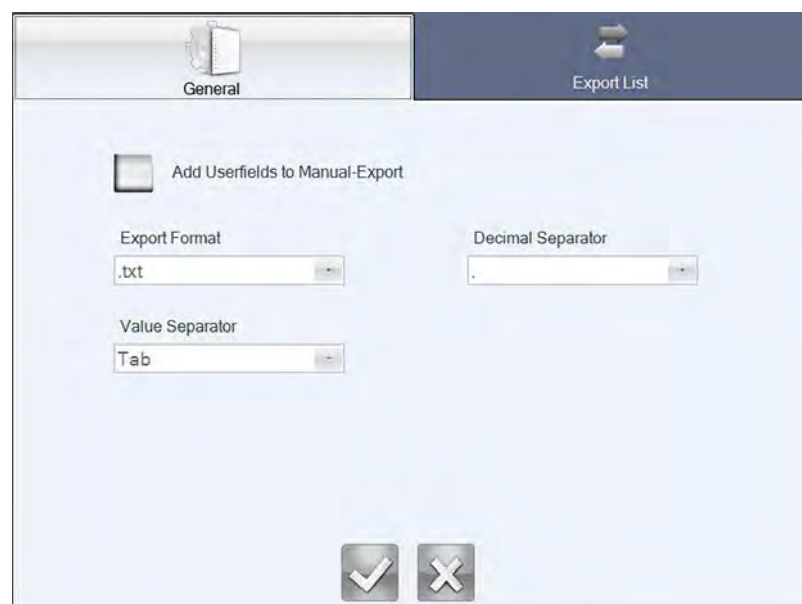 General
Export List
Add Userfields to Manual-Export
Export Format
Decimal Separator
.txt
.
Value Separator
Tab